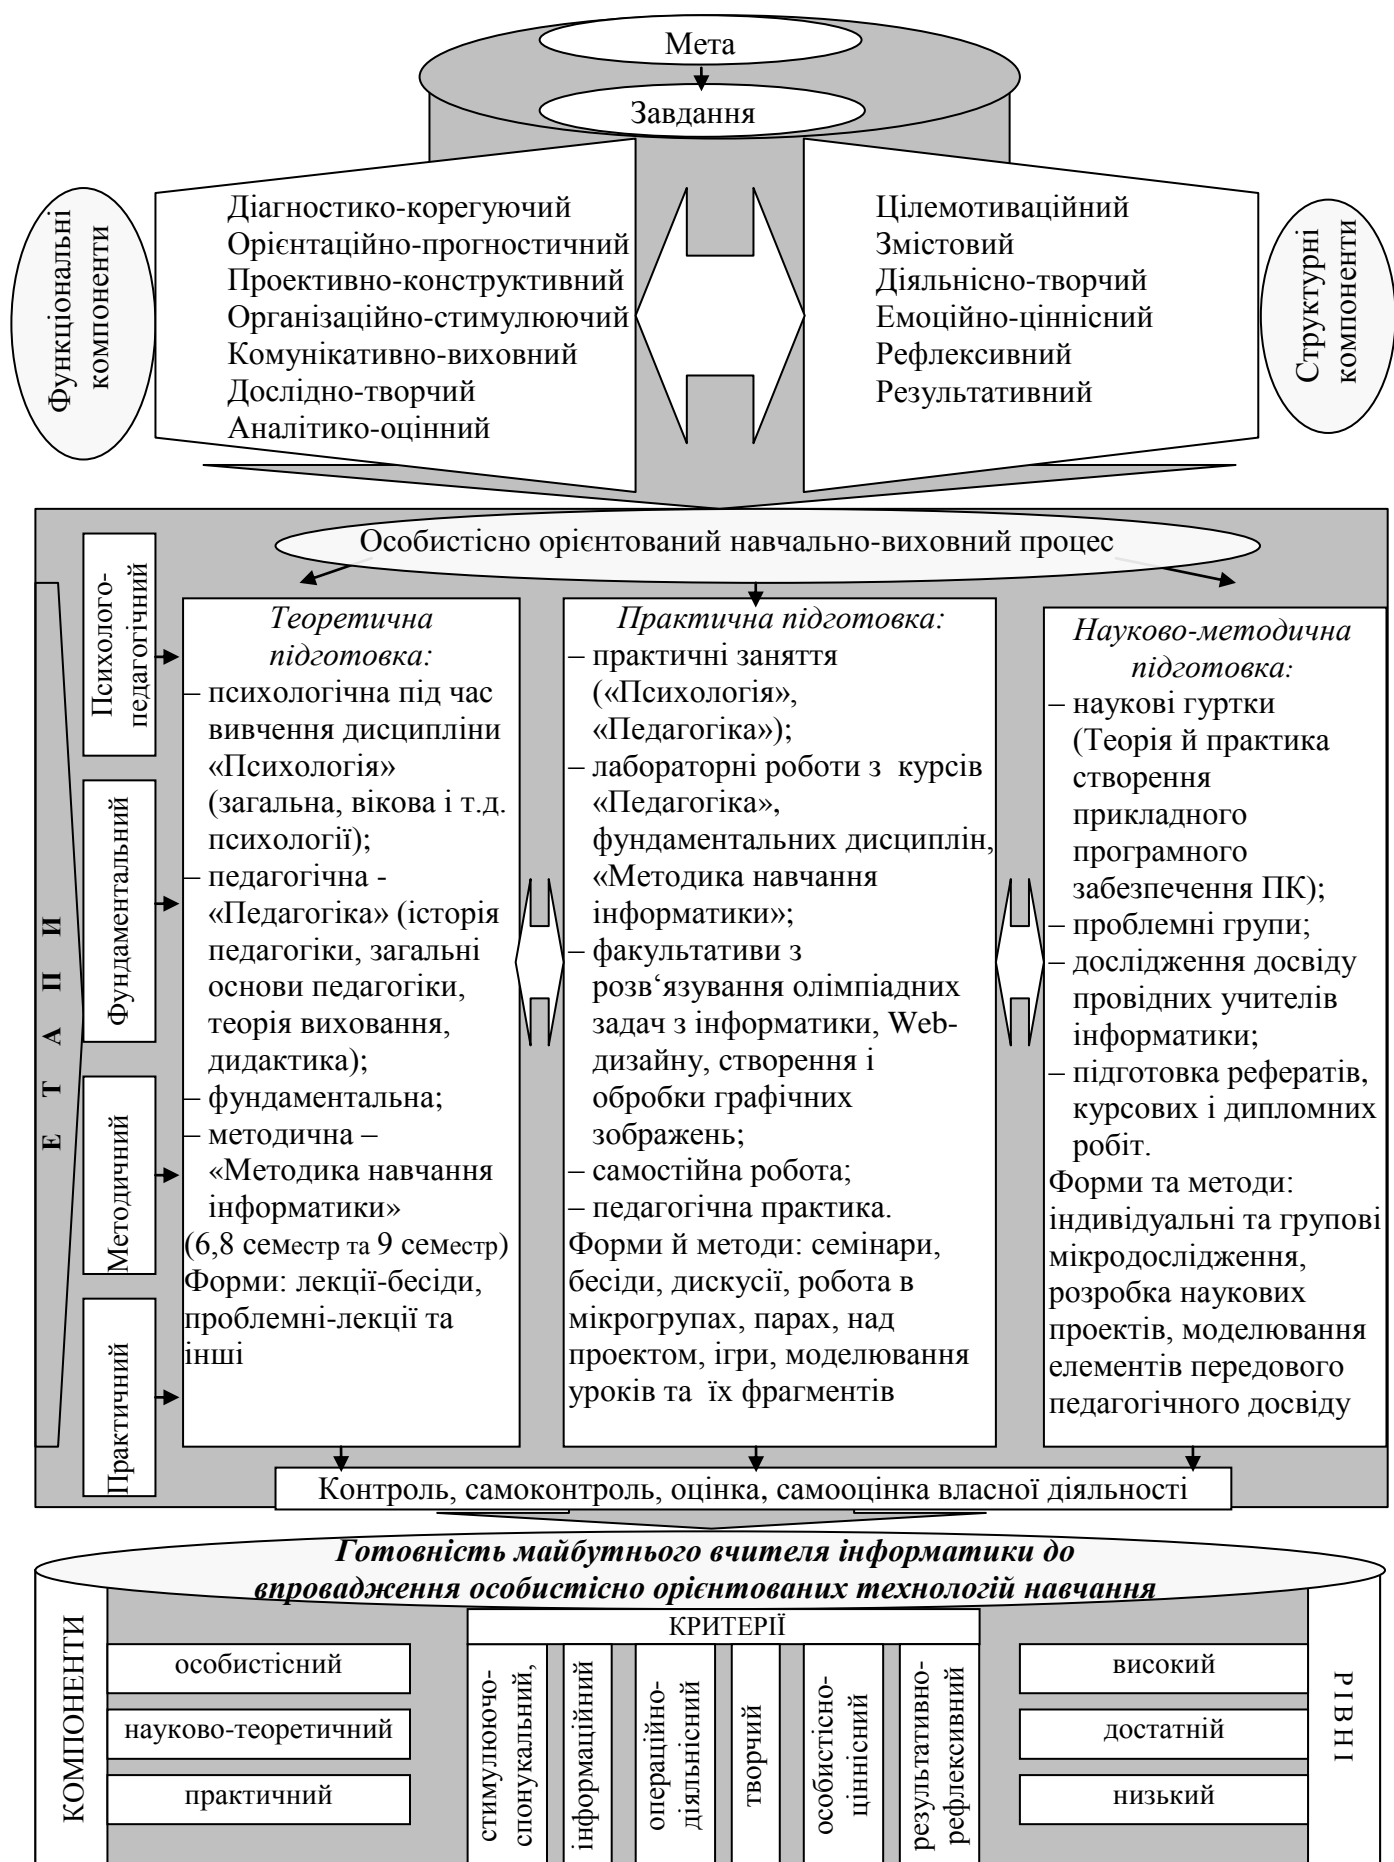 Мета
Завдання
Функціональні
компоненти
Діагностико-корегуючий
Орієнтаційно-прогностичний
Проективно-конструктивний
Організаційно-стимулюючий
Комунікативно-виховний
Дослідно-творчий
Аналітико-оцінний
Цілемотиваційний
Змістовий
Діяльнісно-творчий
Емоційно-ціннісний
Рефлексивний
Результативний
Структурні
компоненти
Особистісно орієнтований навчально-виховний процес
Е Т А П И
Психолого-
педагогічний
Фундаментальний
Методичний
Практичний
Теоретична
підготовка:
– психологічна під час
вивчення дисципліни
«Психологія»
(загальна, вікова і т.д.
психології);
– педагогічна -
«Педагогіка» (історія
педагогіки, загальні
основи педагогіки,
теорія виховання,
дидактика);
– фундаментальна;
– методична –
«Методика навчання
інформатики»
(6,8 семестр та 9 семестр)
Форми: лекції-бесіди,
проблемні-лекції та
інші
Практична підготовка:
– практичні заняття
(«Психологія»,
«Педагогіка»);
– лабораторні роботи з курсів
«Педагогіка»,
фундаментальних дисциплін,
«Методика навчання
інформатики»;
– факультативи з
розв‘язування олімпіадних
задач з інформатики, Web-
дизайну, створення і
обробки графічних
зображень;
– самостійна робота;
– педагогічна практика.
Форми й методи: семінари,
бесіди, дискусії, робота в
мікрогрупах, парах, над
проектом, ігри, моделювання
уроків та їх фрагментів
Науково-методична
підготовка:
– наукові гуртки
(Теорія й практика
створення
прикладного
програмного
забезпечення ПК);
– проблемні групи;
– дослідження досвіду
провідних учителів
інформатики;
– підготовка рефератів,
курсових і дипломних
робіт.
Форми та методи:
індивідуальні та групові
мікродослідження,
розробка наукових
проектів, моделювання
елементів передового
педагогічного досвіду
Контроль, самоконтроль, оцінка, самооцінка власної діяльності
Готовність майбутнього вчителя інформатики до
впровадження особистісно орієнтованих технологій навчання
КОМПОНЕНТИ
особистісний
науково-теоретичний
практичний
КРИТЕРІЇ
стимулюючо-
спонукальний,
інформаційний
операційно-
діяльнісний
творчий
особистісно-
ціннісний
результативно-
рефлексивний
високий
достатній
низький
РІВНІ